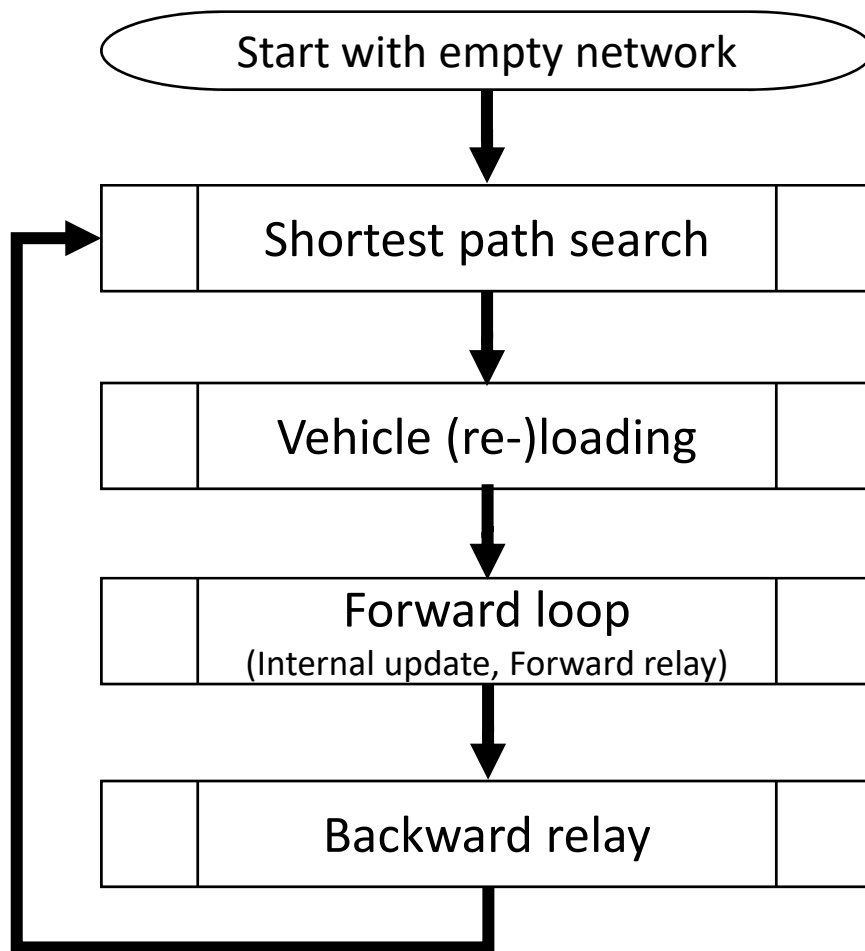 Start with empty network
Shortest path search
Vehicle (re-)loading
Forward loop
(Internal update, Forward relay)
Backward relay